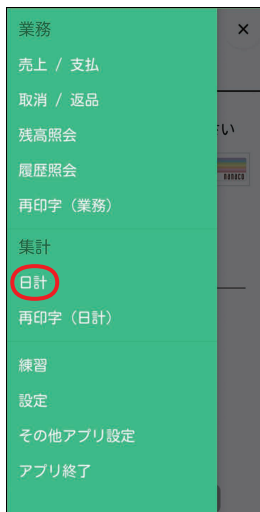 業務
×
売上 / 支払
取消 / 返品
残高照会
さい
履歴照会
nanaco
再印字（業務）
集計
日計
再印字（日計）
練習
設定
その他アプリ設定
アプリ終了